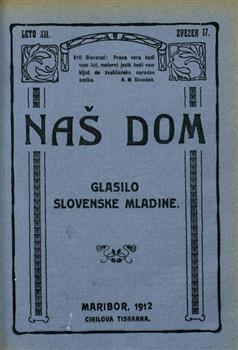 LETO XII.
ZVEZEK 17.
Vrli Slovenci! Prava vera bodi
vam luč, materni jezik bodi vam
ključ do zveličanske narodne
omike. A. M. Slomšek
NAŠ DOM
GLASILO
SLOVENSKE MLADINE.
MARIBOR, 1912
CIRILOVA TISKARNA.